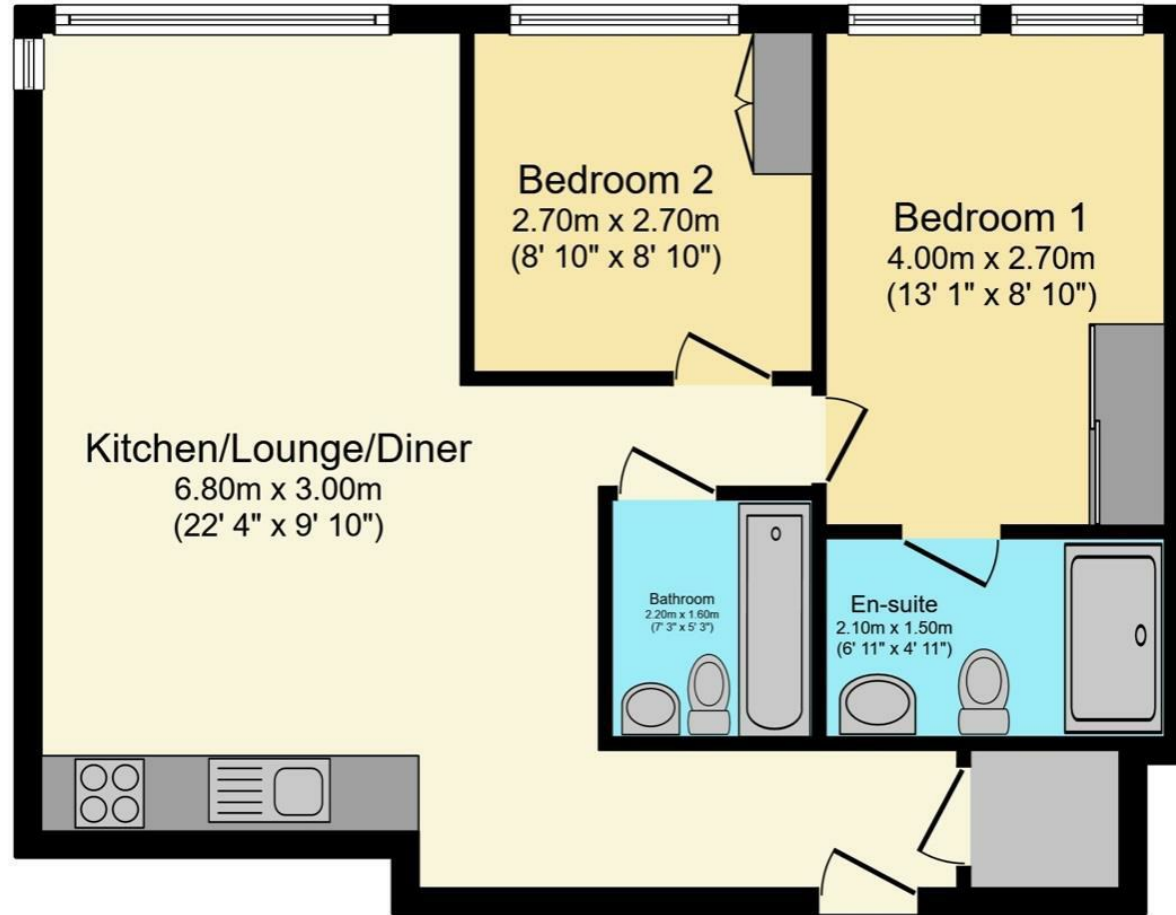 Bedroom 2
2.70m x 2.70m
(8' 10" x 8' 10")
Bedroom 1
4.00m x 2.70m
(13' 1" x 8' 10")
Kitchen/Lounge/Diner
6.80m x 3.00m
(22' 4" x 9' 10")
Bathroom
2.20m x 1.60m
(7' 3" x 5' 3")
En-suite
2.10m x 1.50m
(6' 11" x 4' 11")